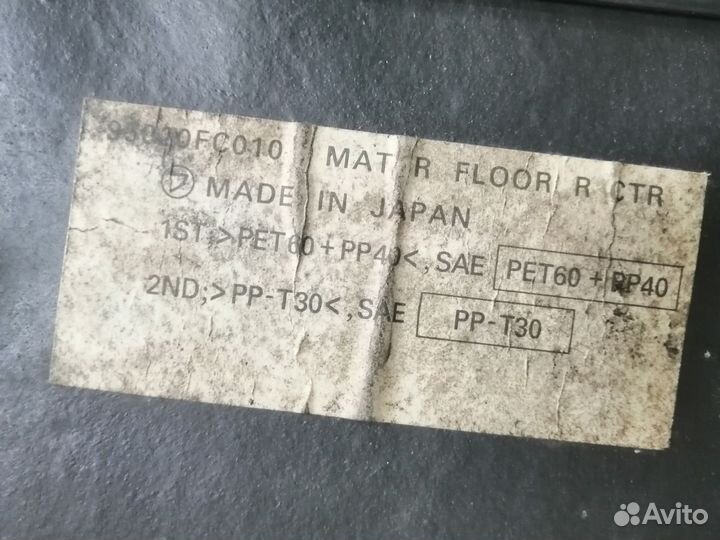 MAT R FLOOR R CTR
MADE IN JAPAN
1ST;>PET60+PP40<,SAE PET60+PP40
2ND;>PP-T30<,SAE PP-T30
Avito